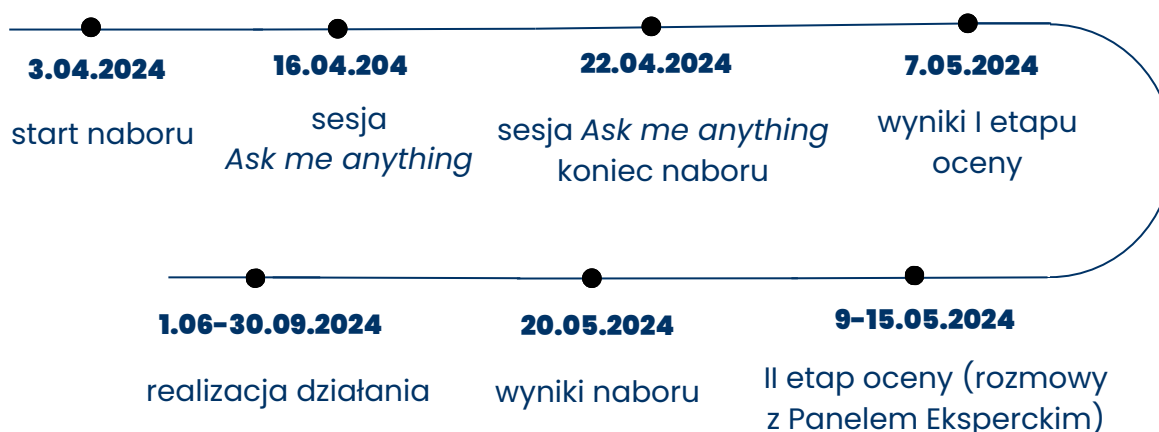 3.04.2024
start naboru
16.04.204
sesja
Ask me anything
22.04.2024
sesja Ask me anything
koniec naboru
7.05.2024
wyniki I etapu
oceny
9-15.05.2024
II etap oceny (rozmowy
z Panelem Eksperckim)
20.05.2024
wyniki naboru
1.06-30.09.2024
realizacja działania